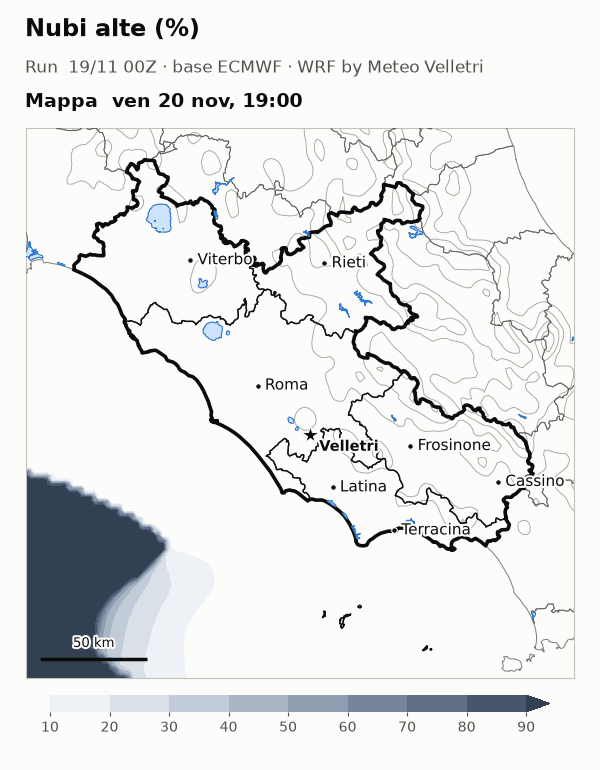 Nubi alte (%)
Run 19/11 00Z · base ECMWF · WRF by Meteo Velletri
Mappa ven 20 nov, 19:00
Viterbo
Rieti
Roma
Velletri
Frosinone
Latina
Cassino
Terracina
50 km
10 20 30 40 50 60 70 80 90